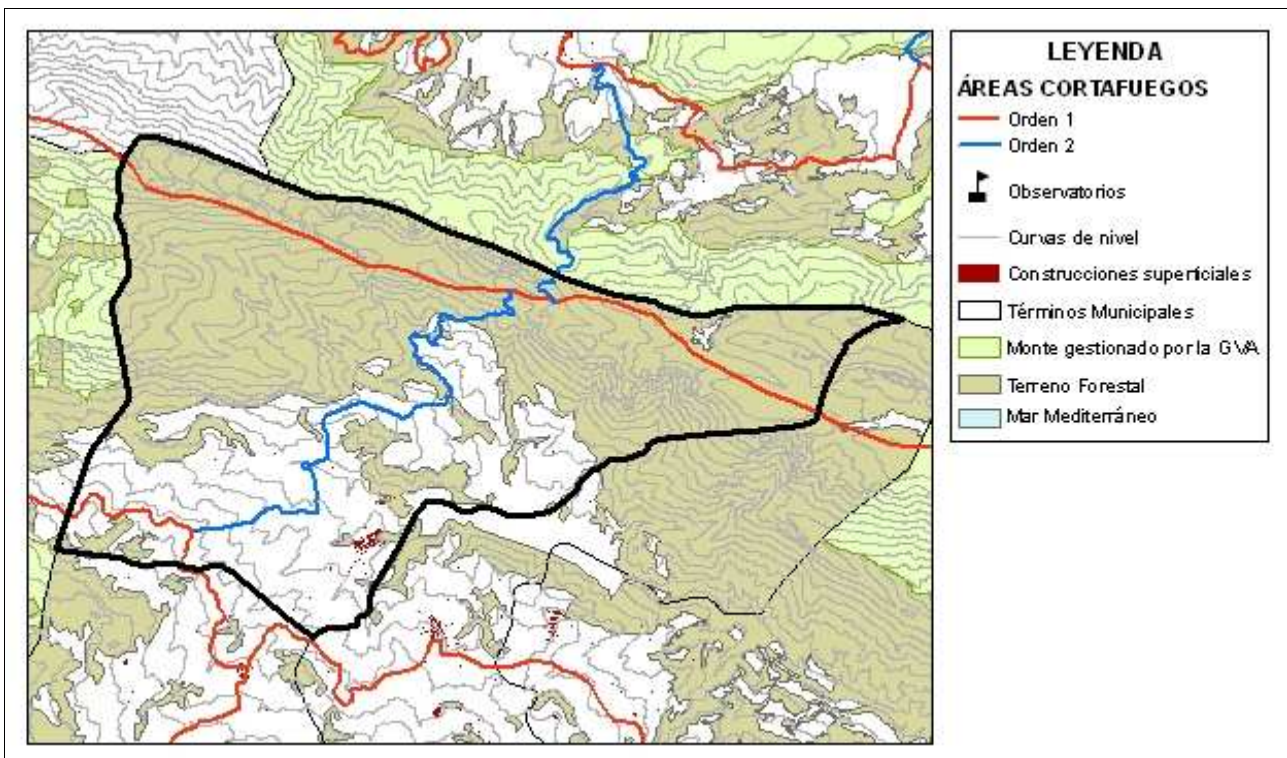 LEYENDA
ÁREAS CORTAFUEGOS
Orden 1
Orden 2
Observatorios
Curvas de nivel
Construcciones superficiales
Términos Municipales
Monte gestionado por la GVA
Terreno Forestal
Mar Mediterráneo